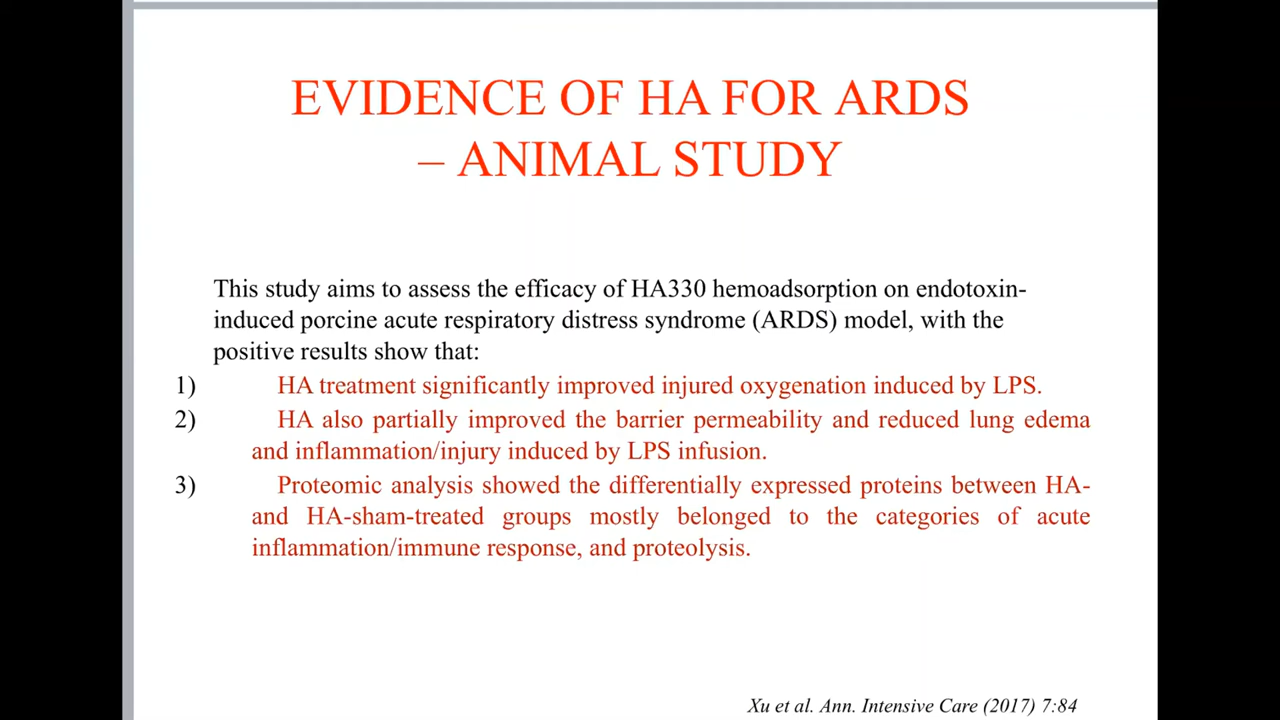 EVIDENCE OF HA FOR ARDS
– ANIMAL STUDY
This study aims to assess the efficacy of HA330 hemoadsorption on endotoxin-
induced porcine acute respiratory distress syndrome (ARDS) model, with the
positive results show that:
1) HA treatment significantly improved injured oxygenation induced by LPS.
2) HA also partially improved the barrier permeability and reduced lung edema
and inflammation/injury induced by LPS infusion.
3) Proteomic analysis showed the differentially expressed proteins between HA-
and HA-sham-treated groups mostly belonged to the categories of acute
inflammation/immune response, and proteolysis.
Xu et al. Ann. Intensive Care (2017) 7:84